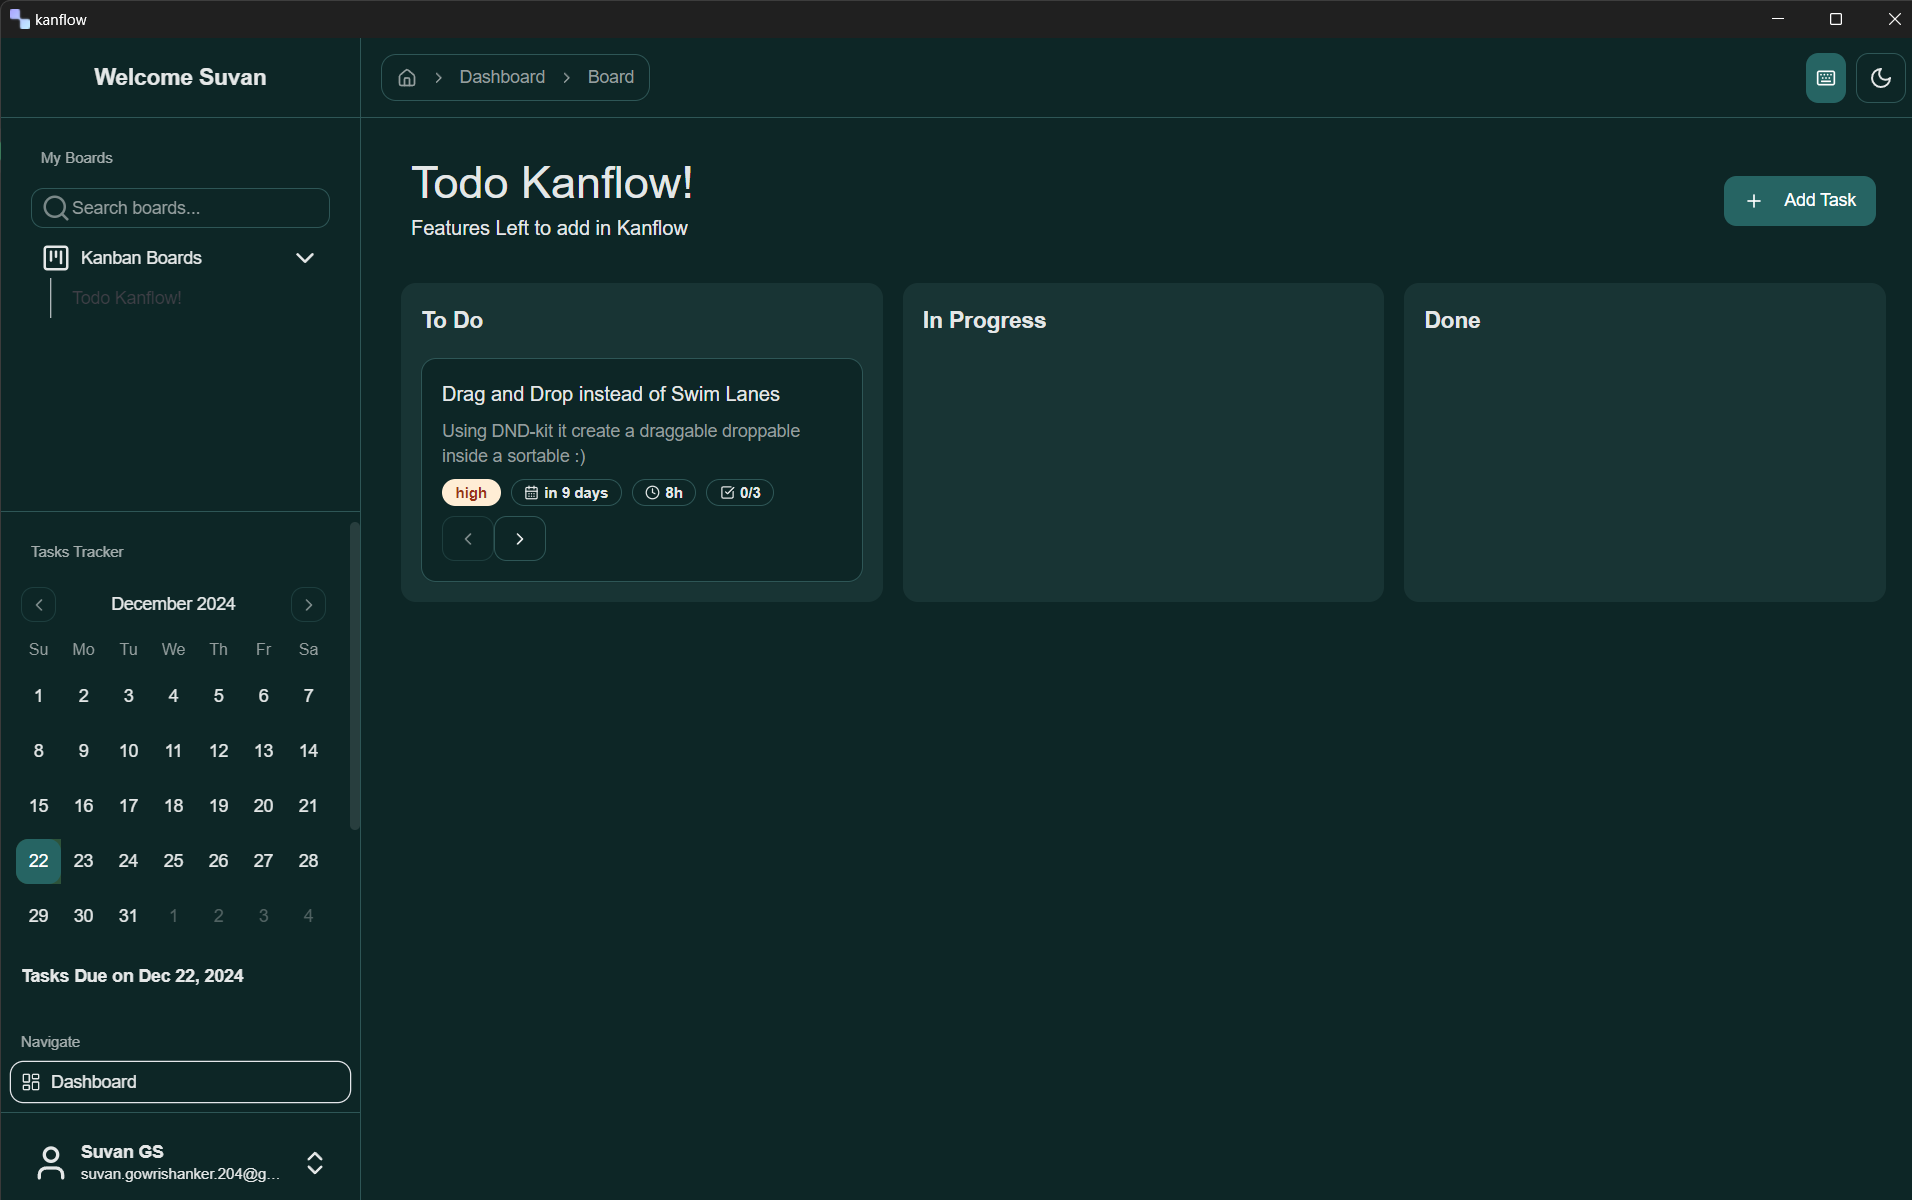 kanflow
Welcome Suvan
Dashboard
Board
My Boards
Search boards...
Kanban Boards
Todo Kanflow!
Tasks Tracker
December 2024
Su Mo Tu We Th Fr Sa
1 2 3 4 5 6 7
8 9 10 11 12 13 14
15 16 17 18 19 20 21
22 23 24 25 26 27 28
29 30 31 1 2 3 4
Tasks Due on Dec 22, 2024
Navigate
Dashboard
Suvan GS
suvan.gowrishanker.204@g...
Todo Kanflow!
Features Left to add in Kanflow
Add Task
To Do
Drag and Drop instead of Swim Lanes
Using DND-kit it create a draggable droppable
inside a sortable :)
high in 9 days 8h 0/3
In Progress
Done